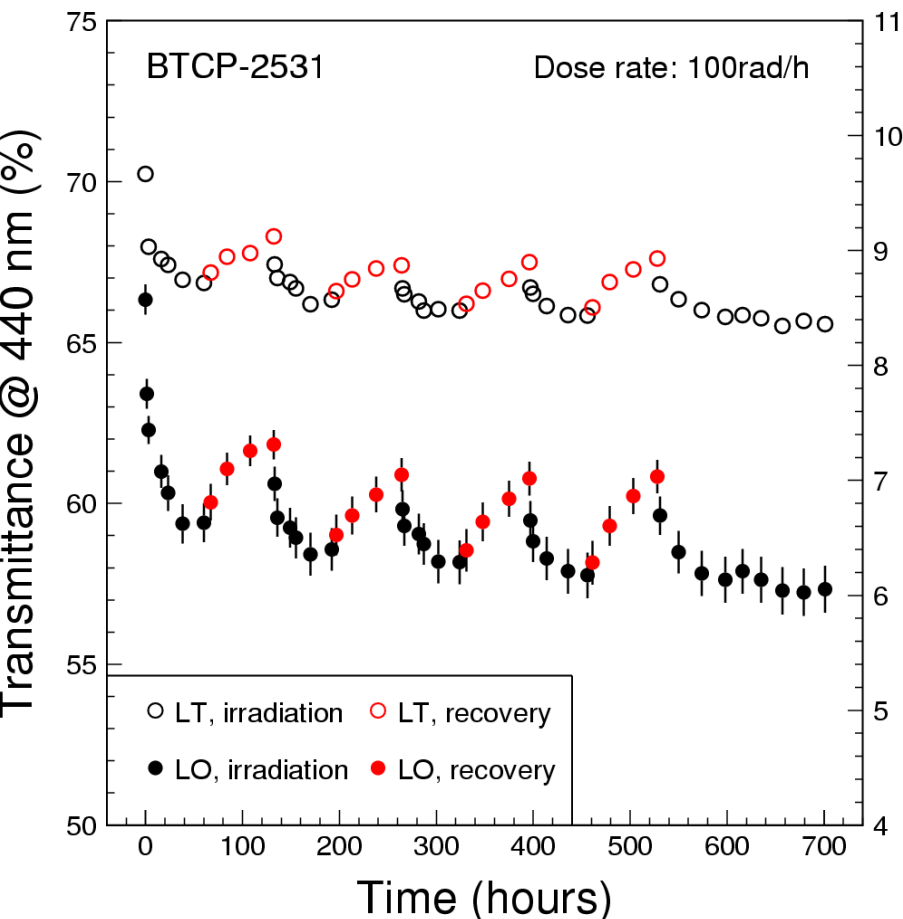 BTCP-2531
Dose rate: 100rad/h
Transmittance @ 440 nm (%)
75
70
65
60
55
50
11
10
9
8
7
6
5
4
LT, irradiation
LT, recovery
LO, irradiation
LO, recovery
0 100 200 300 400 500 600 700
Time (hours)